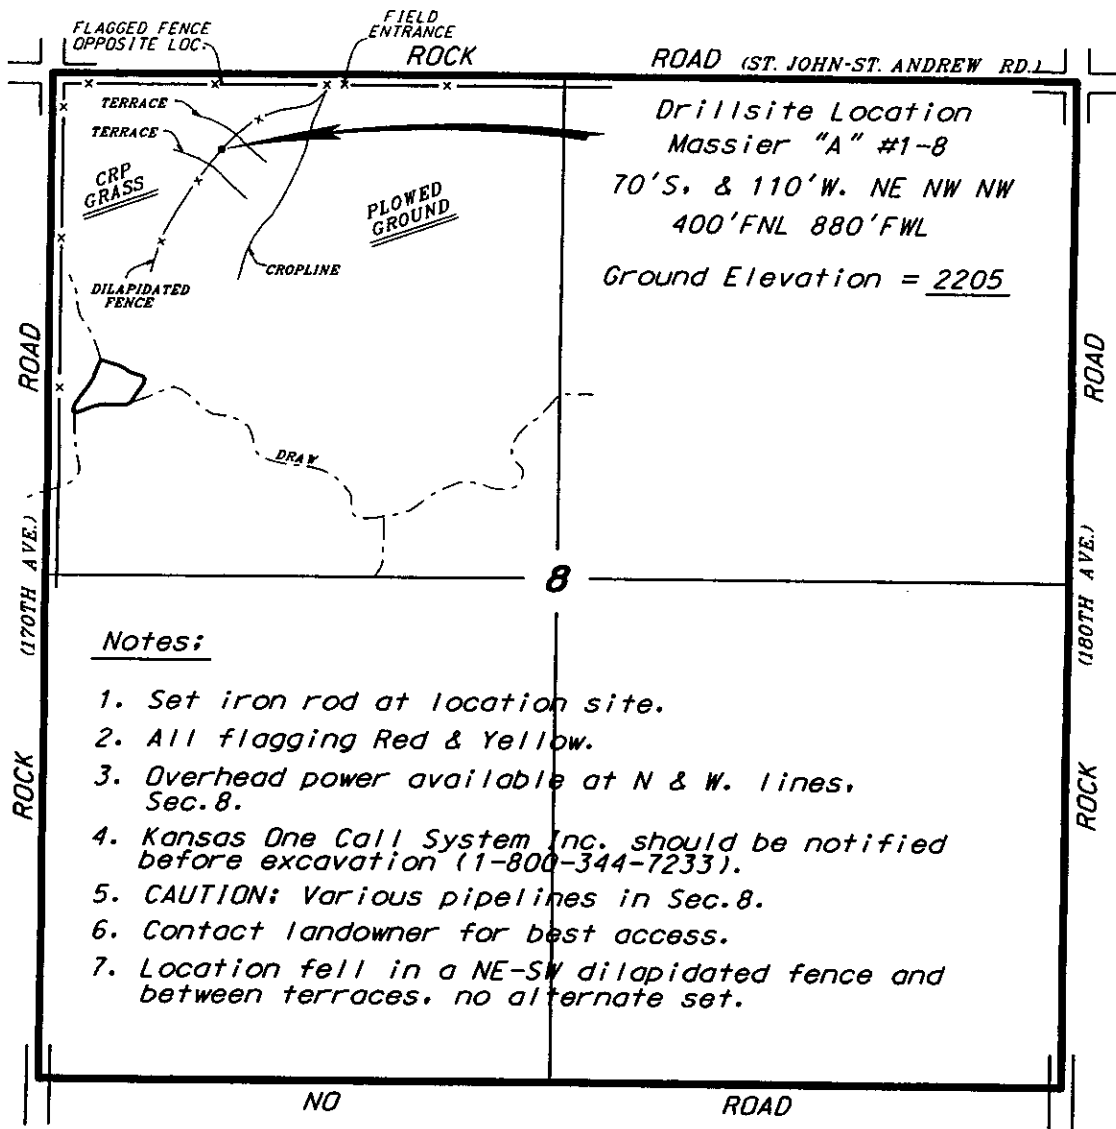 FLAGGED FENCE
OPPOSITE LOC.
FIELD
ENTRANCE
ROCK ROAD (ST. JOHN-ST. ANDREW RD.)
TERRACE
TERRACE
CRP
GRASS
PLOWED
GROUND
CROPLINE
DILAPIDATED
FENCE
DRAW
Drillsite Location
Massier "A" #1-8
70'S. & 110'W. NE NW NW
400'FNL 880'FWL
Ground Elevation = 2205
ROAD
(170TH AVE.)
ROCK
ROAD
(180TH AVE.)
ROCK
8
Notes:
1. Set iron rod at location site.
2. All flagging Red & Yellow.
3. Overhead power available at N & W. lines,
Sec.8.
4. Kansas One Call System Inc. should be notified
before excavation (1-800-344-7233).
5. CAUTION: Various pipelines in Sec.8.
6. Contact landowner for best access.
7. Location fell in a NE-SW dilapidated fence and
between terraces, no alternate set.
NO ROAD